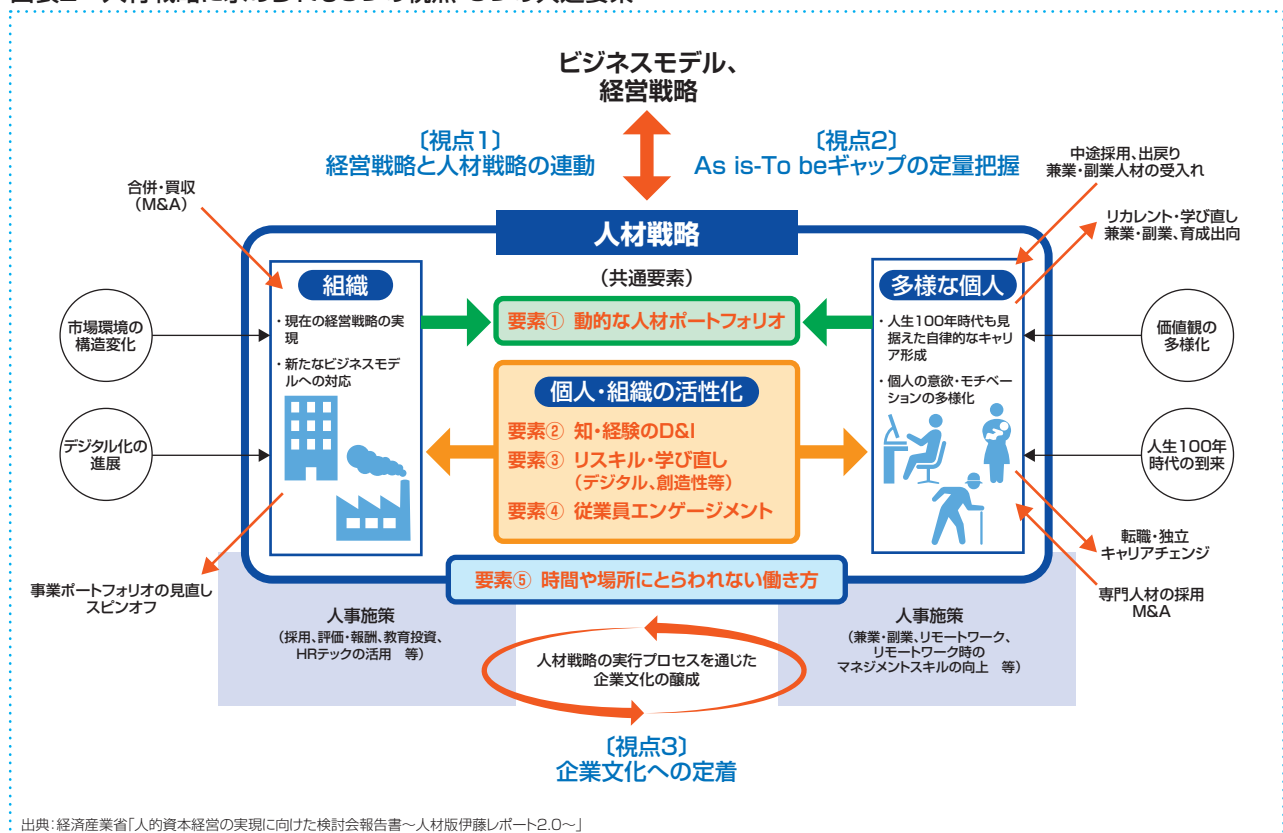 ビジネスモデル、
経営戦略
〔視点1〕
経営戦略と人材戦略の連動
〔視点2〕
As is-To beギャップの定量把握
合併・買収
（M&A）
中途採用、出戻り
兼業・副業人材の受入れ
リカレント・学び直し
兼業・副業、育成出向
人材戦略
（共通要素）
組織
・現在の経営戦略の実
現
・新たなビジネスモデ
ルへの対応
多様な個人
・人生100年時代も見
据えた自律的なキャリ
ア形成
・個人の意欲・モチベー
ションの多様化
市場環境の
構造変化
デジタル化の
進展
価値観の
多様化
人生100年
時代の到来
要素① 動的な人材ポートフォリオ
個人・組織の活性化
要素② 知・経験のD&I
要素③ リスキル・学び直し
（デジタル、創造性等）
要素④ 従業員エンゲージメント
要素⑤ 時間や場所にとらわれない働き方
事業ポートフォリオの見直し
スピンオフ
転職・独立
キャリアチェンジ
専門人材の採用
M&A
人事施策
（採用、評価・報酬、教育投資、
HRテックの活用　等）
人材戦略の実行プロセスを通じた
企業文化の醸成
人事施策
（兼業・副業、リモートワーク、
リモートワーク時の
マネジメントスキルの向上　等）
〔視点3〕
企業文化への定着
出典：経済産業省「人的資本経営の実現に向けた検討会報告書～人材版伊藤レポート2.0～」